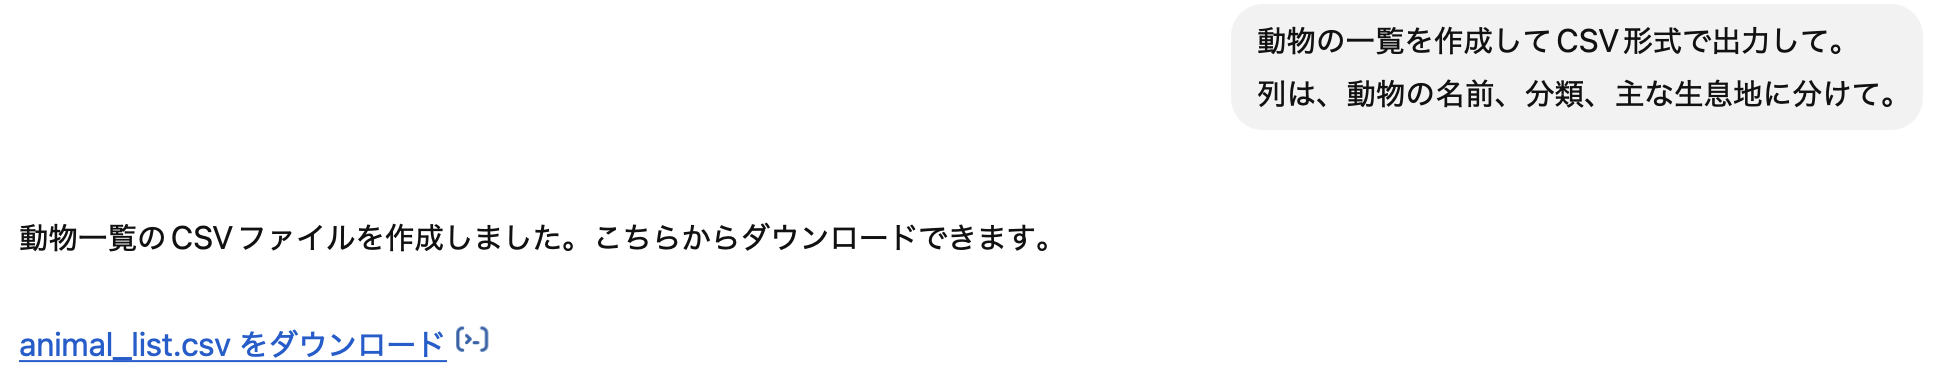 動物の一覧を作成してCSV形式で出力して。
列は、動物の名前、分類、主な生息地に分けて。
動物一覧のCSVファイルを作成しました。こちらからダウンロードできます。
animal_list.csv をダウンロード